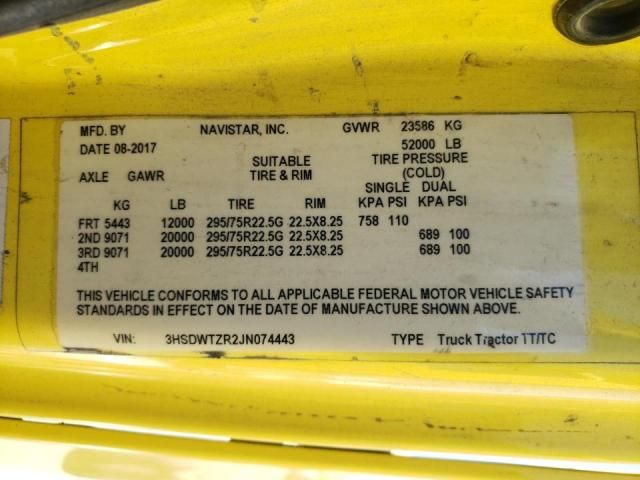 MFD. BY NAVISTAR, INC. GVWR 23586 KG
DATE 08-2017 52000 LB
SUITABLE TIRE PRESSURE
AXLE GAWR TIRE & RIM (COLD)
SINGLE DUAL
KG LB TIRE RIM KPA PSI KPA PSI
FRT 5443 12000 295/75R22.5G 22.5X8.25 758 110
2ND 9071 20000 295/75R22.5G 22.5X8.25 689 100
3RD 9071 20000 295/75R22.5G 22.5X8.25 689 100
4TH
THIS VEHICLE CONFORMS TO ALL APPLICABLE FEDERAL MOTOR VEHICLE SAFETY
STANDARDS IN EFFECT ON THE DATE OF MANUFACTURE SHOWN ABOVE.
VIN: 3HSDWTZR2JN074443 TYPE Truck Tractor TT/TC